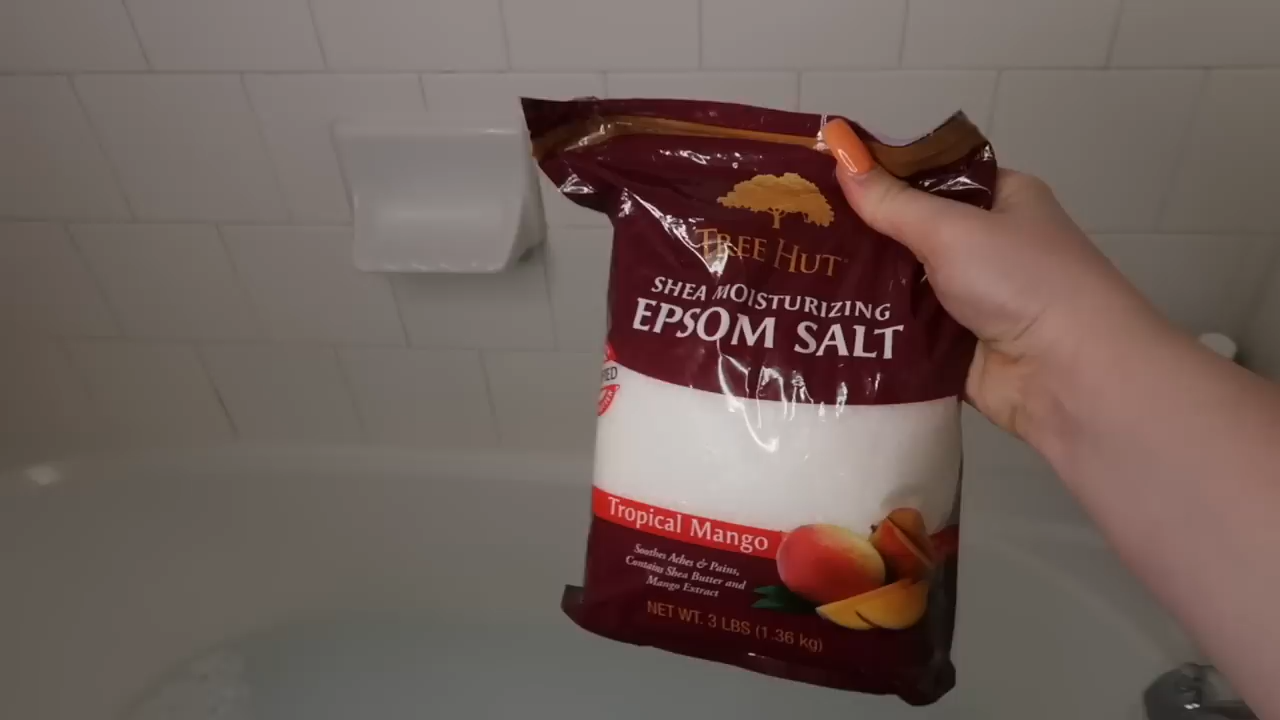 TREE HUT
SHEA MOISTURIZING
EPSOM SALT
Tropical Mango
Soothes Aches & Pains,
Contains Shea Butter and
Mango Extract
NET WT. 3 LBS (1.36 kg)